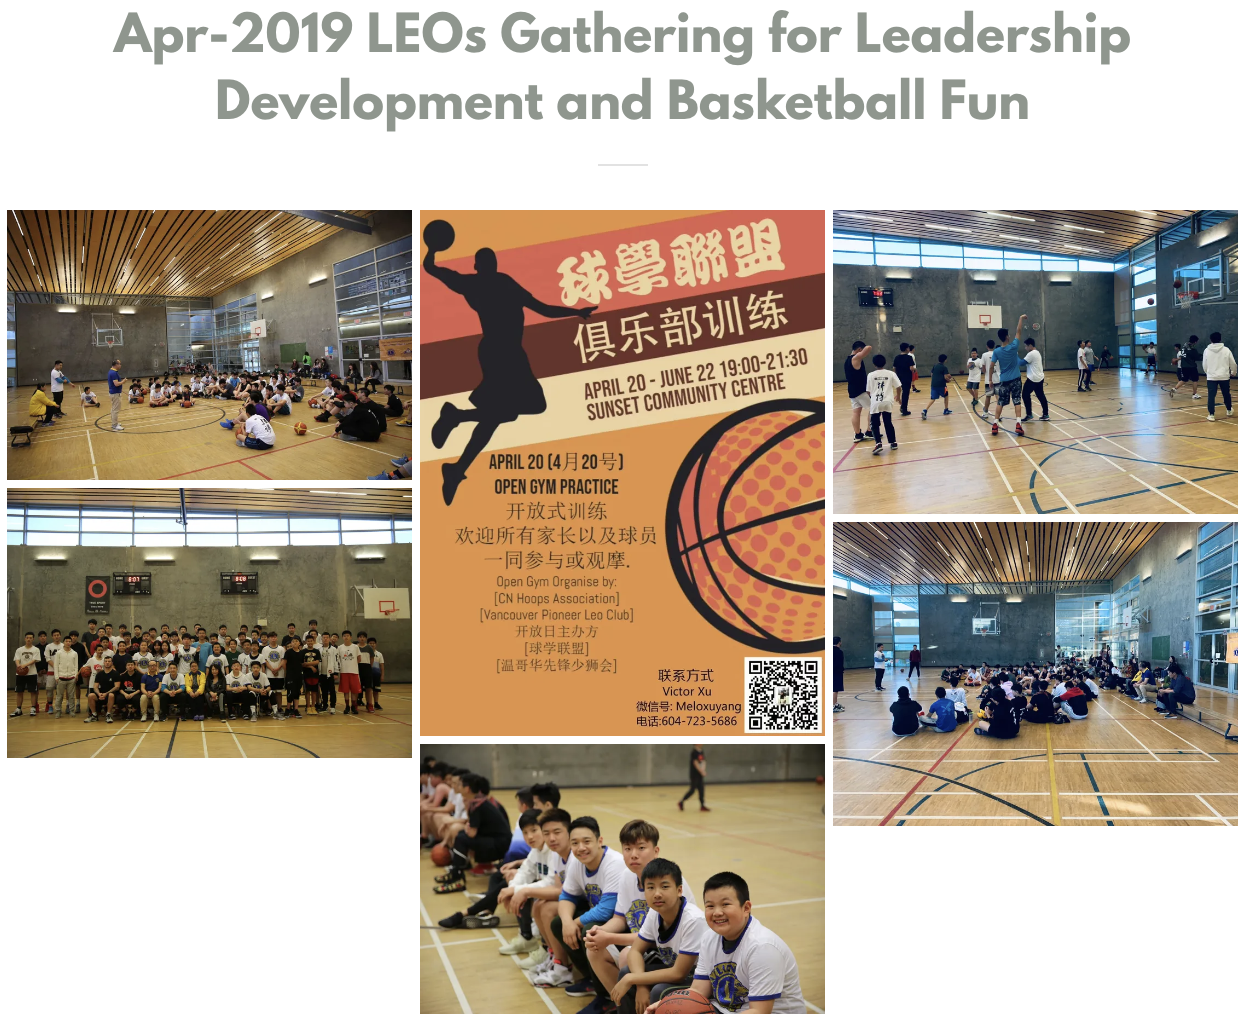 Apr-2019 LEOs Gathering for Leadership
Development and Basketball Fun
球學聯盟
俱乐部训练
APRIL 20 - JUNE 22 19:00-21:30
SUNSET COMMUNITY CENTRE
APRIL 20 (4月20号)
OPEN GYM PRACTICE
开放式训练
欢迎所有家长以及球员
一同参与或观摩.
Open Gym Organise by:
[CN Hoops Association]
[Vancouver Pioneer Leo Club]
开放日主办方
[球学联盟]
[温哥华先锋少狮会]
联系方式
Victor Xu
微信号: Meloxuyang
电话:604-723-5686